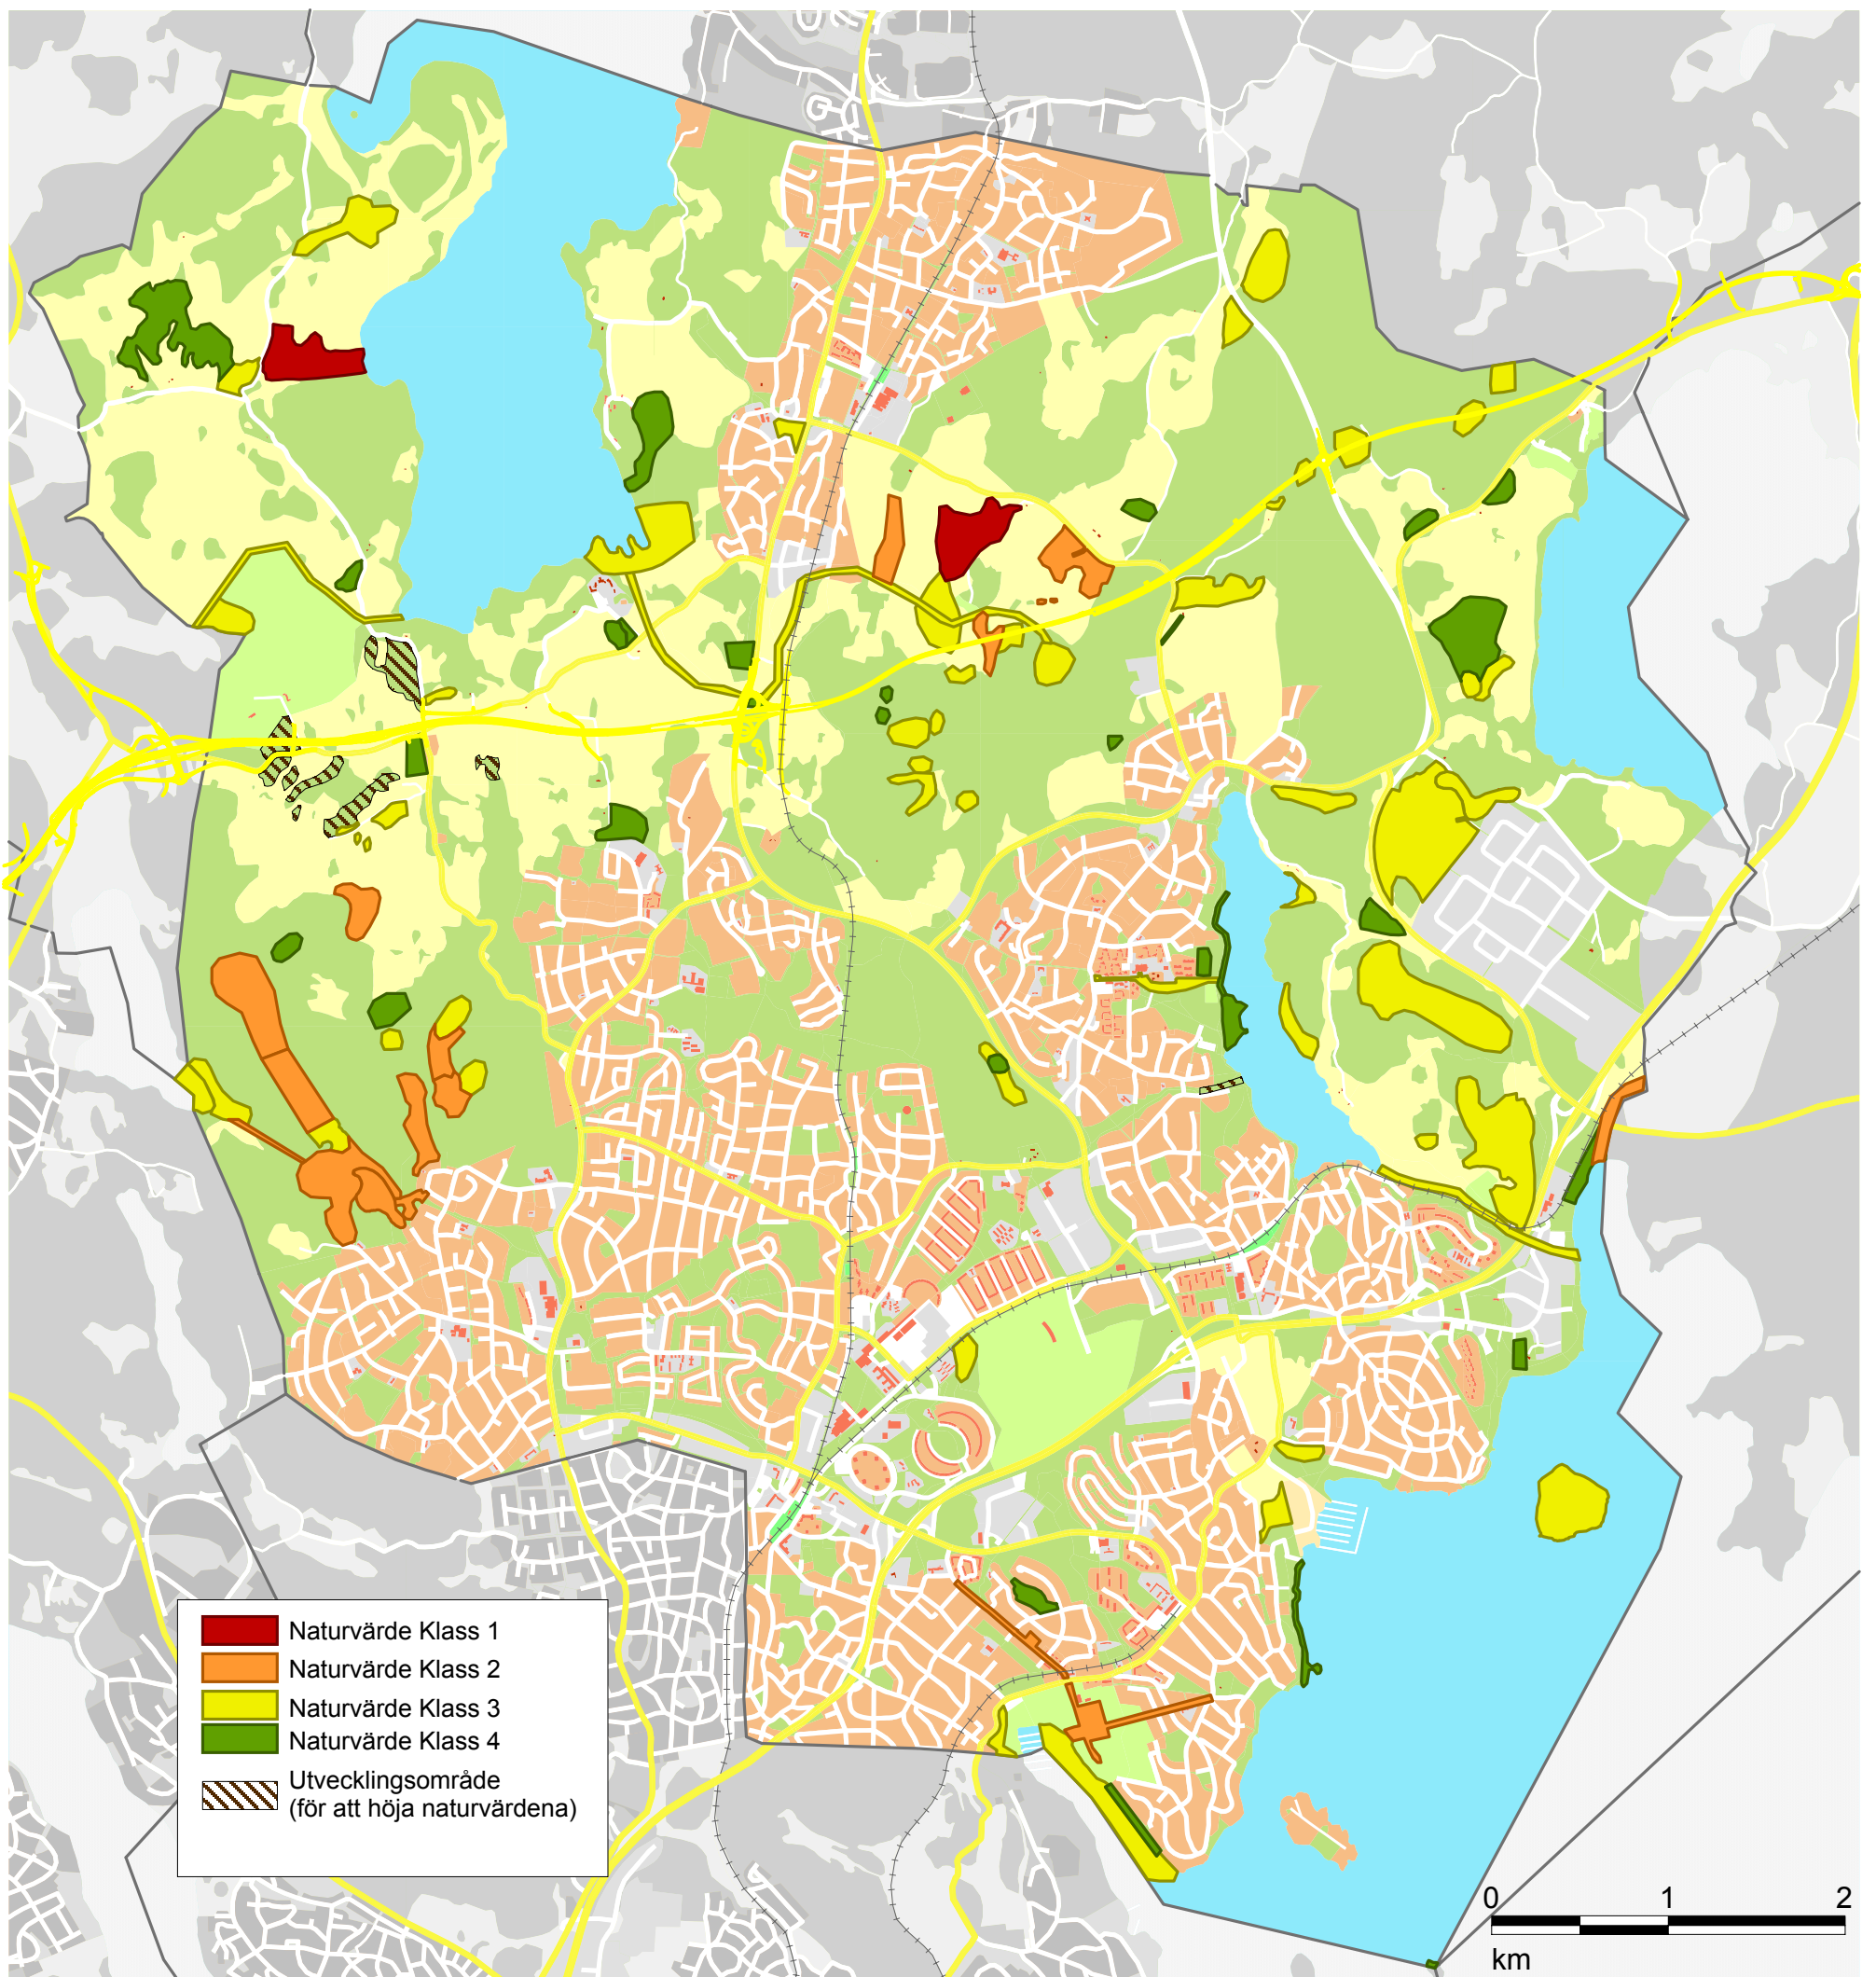 Naturvärde Klass 1
Naturvärde Klass 2
Naturvärde Klass 3
Naturvärde Klass 4
Utvecklingsområde
(för att höja naturvärdena)
0 1 2
km